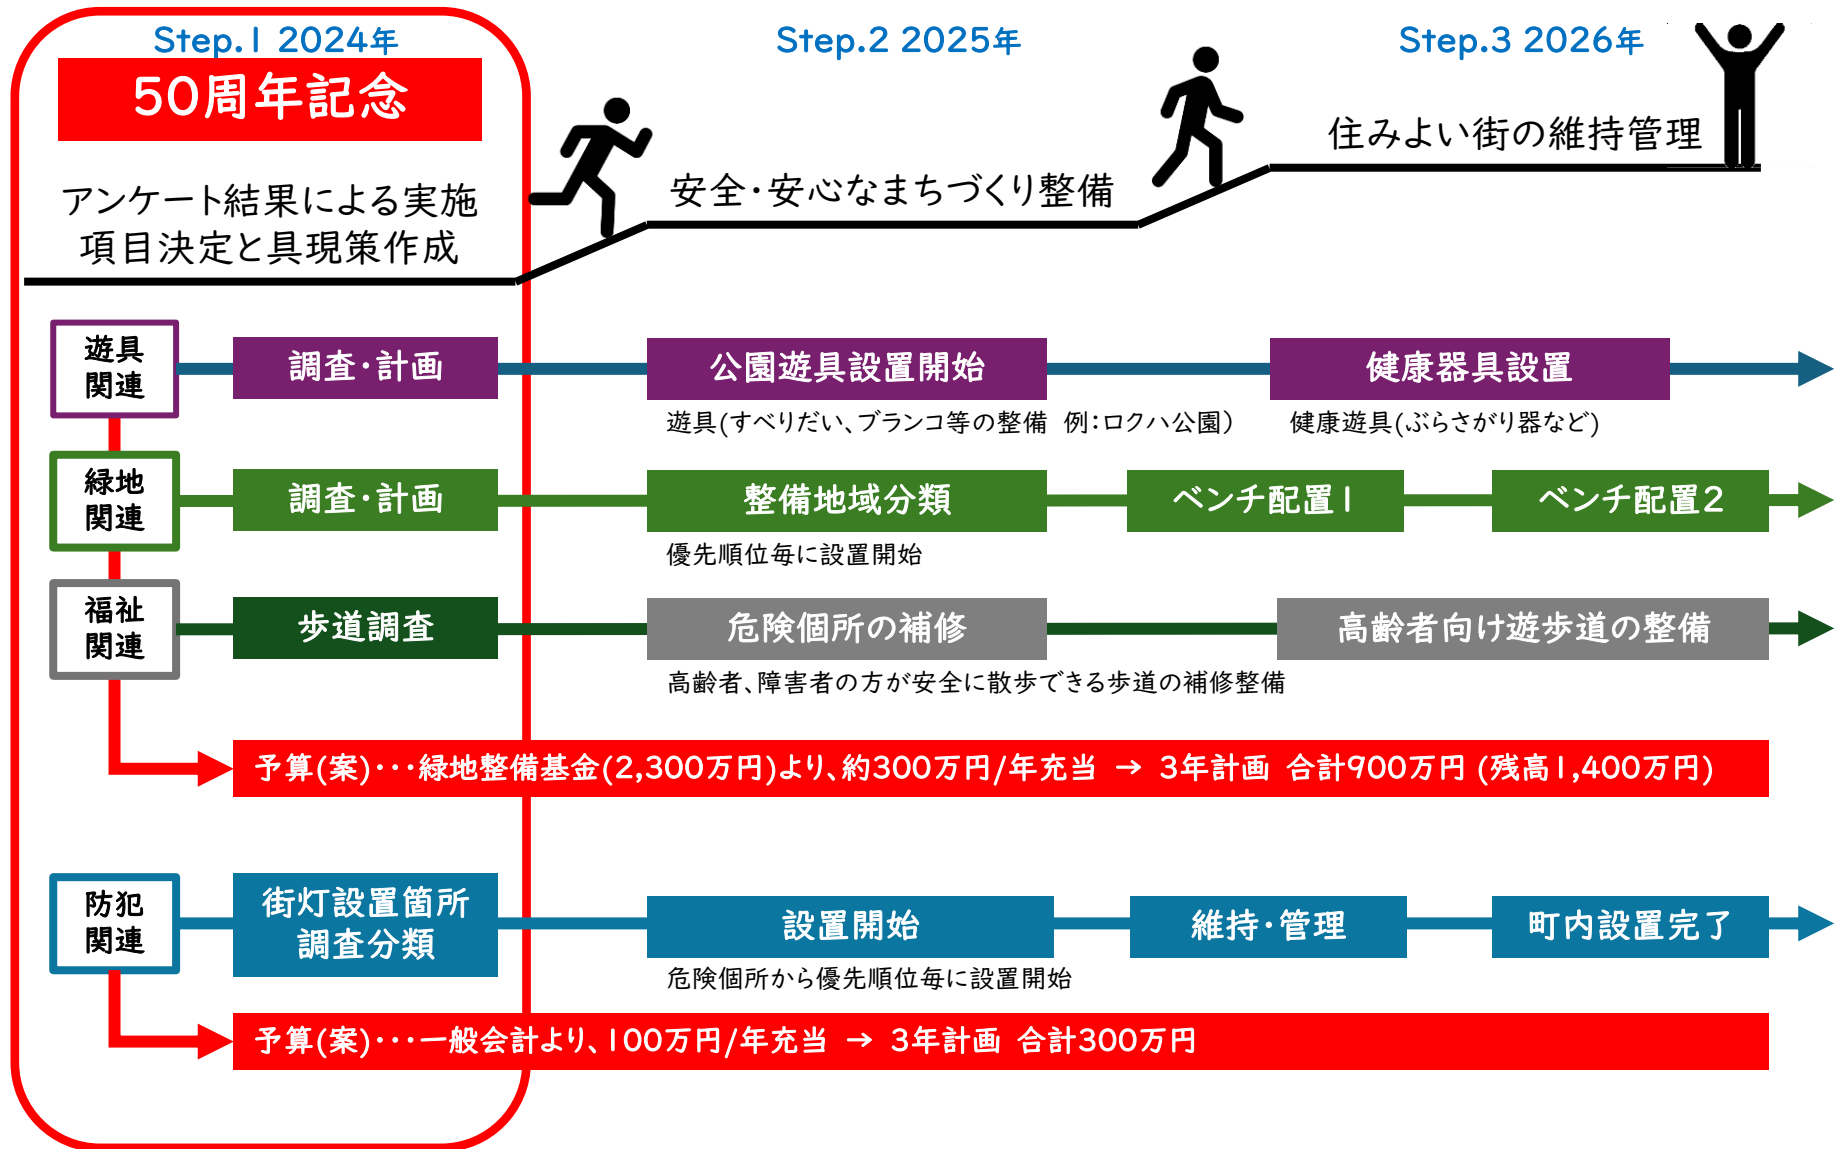 Step.1 2024年
50周年記念
アンケート結果による実施
項目決定と具現策作成
Step.2 2025年
安全・安心なまちづくり整備
Step.3 2026年
住みよい街の維持管理
遊具
関連
調査・計画
公園遊具設置開始
健康器具設置
遊具(すべりだい、ブランコ等の整備 例：ロクハ公園）
健康遊具(ぶらさがり器など)
緑地
関連
調査・計画
整備地域分類
ベンチ配置1
ベンチ配置2
優先順位毎に設置開始
福祉
関連
歩道調査
危険個所の補修
高齢者向け遊歩道の整備
高齢者、障害者の方が安全に散歩できる歩道の補修整備
予算(案)・・・緑地整備基金(2,300万円)より、約300万円/年充当 → 3年計画 合計900万円 (残高1,400万円)
防犯
関連
街灯設置箇所
調査分類
設置開始
維持・管理
町内設置完了
危険個所から優先順位毎に設置開始
予算(案)・・・一般会計より、100万円/年充当 → 3年計画 合計300万円